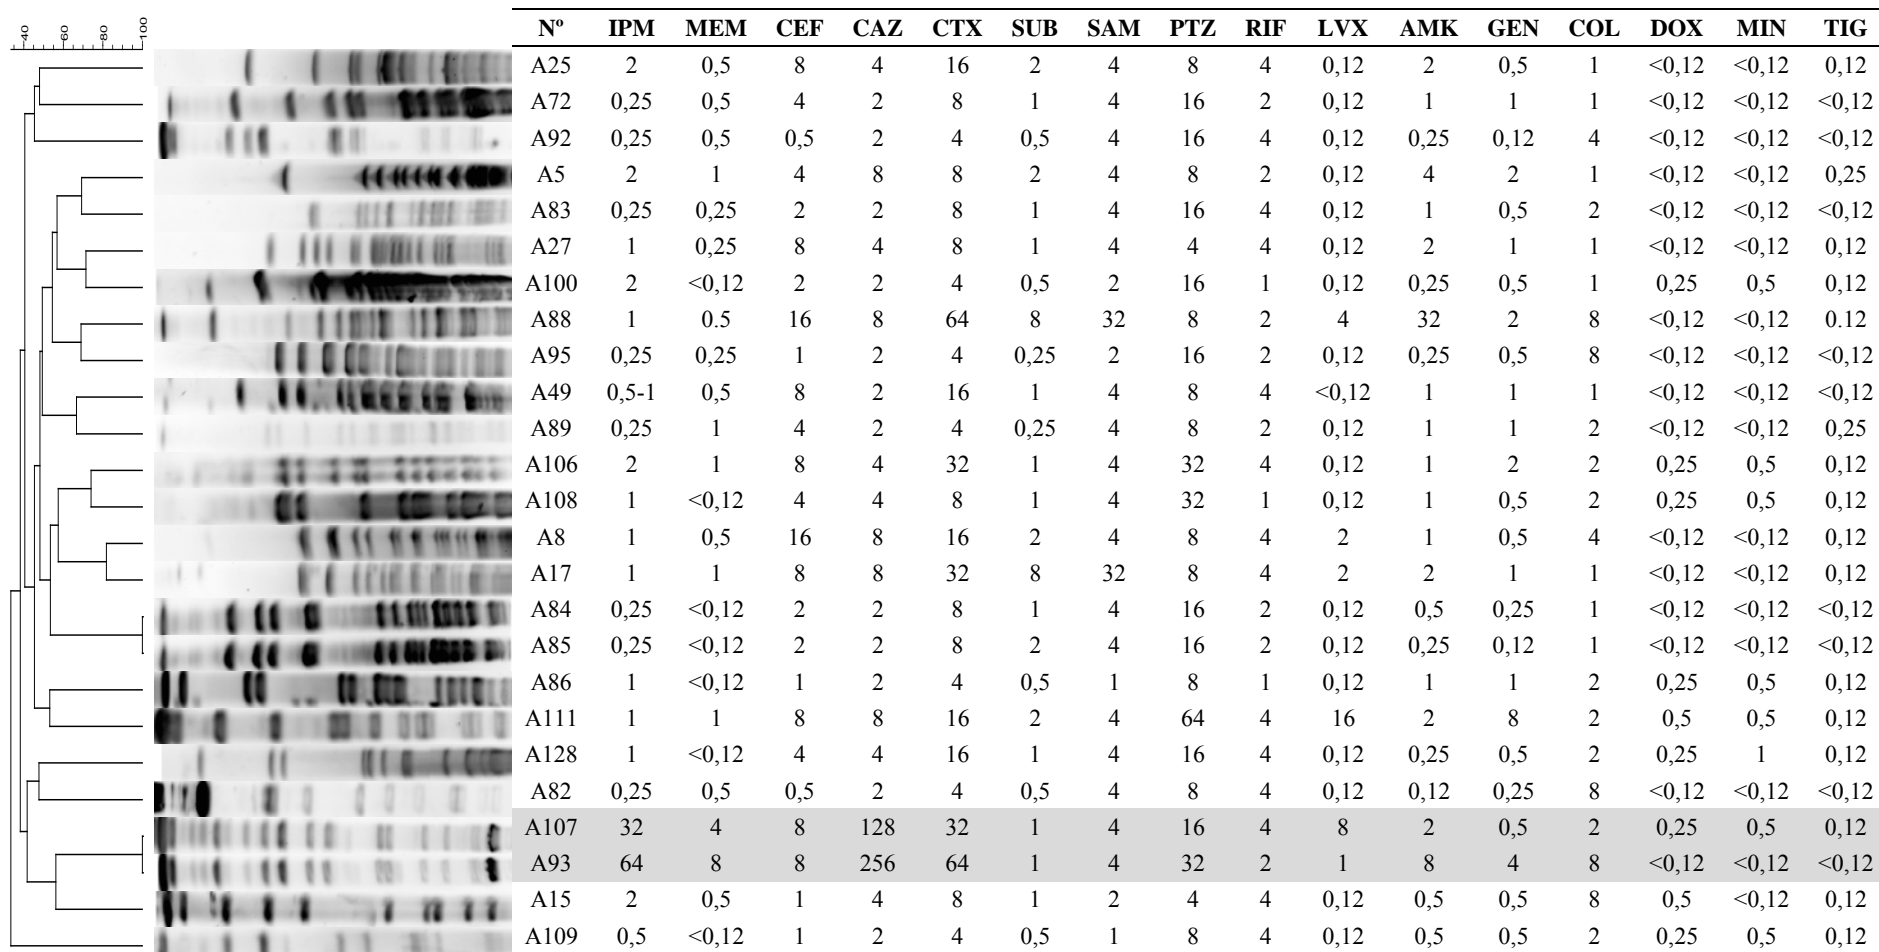 40 60 80 100
Nº IPM MEM CEF CAZ CTX SUB SAM PTZ RIF LVX AMK GEN COL DOX MIN TIG
A25 2 0,5 8 4 16 2 4 8 4 0,12 2 0,5 1 <0,12 <0,12 0,12
A72 0,25 0,5 4 2 8 1 4 16 2 0,12 1 1 1 <0,12 <0,12 <0,12
A92 0,25 0,5 0,5 2 4 0,5 4 16 4 0,12 0,25 0,12 4 <0,12 <0,12 <0,12
A5 2 1 4 8 8 2 4 8 2 0,12 4 2 1 <0,12 <0,12 0,25
A83 0,25 0,25 2 2 8 1 4 16 4 0,12 1 0,5 2 <0,12 <0,12 <0,12
A27 1 0,25 8 4 8 1 4 4 4 0,12 2 1 1 <0,12 <0,12 0,12
A100 2 <0,12 2 2 4 0,5 2 16 1 0,12 0,25 0,5 1 0,25 0,5 0,12
A88 1 0.5 16 8 64 8 32 8 2 4 32 2 8 <0,12 <0,12 0.12
A95 0,25 0,25 1 2 4 0,25 2 16 2 0,12 0,25 0,5 8 <0,12 <0,12 <0,12
A49 0,5-1 0,5 8 2 16 1 4 8 4 <0,12 1 1 1 <0,12 <0,12 <0,12
A89 0,25 1 4 2 4 0,25 4 8 2 0,12 1 1 2 <0,12 <0,12 0,25
A106 2 1 8 4 32 1 4 32 4 0,12 1 2 2 0,25 0,5 0,12
A108 1 <0,12 4 4 8 1 4 32 1 0,12 1 0,5 2 0,25 0,5 0,12
A8 1 0,5 16 8 16 2 4 8 4 2 1 0,5 4 <0,12 <0,12 0,12
A17 1 1 8 8 32 8 32 8 4 2 2 1 1 <0,12 <0,12 0,12
A84 0,25 <0,12 2 2 8 1 4 16 2 0,12 0,5 0,25 1 <0,12 <0,12 <0,12
A85 0,25 <0,12 2 2 8 2 4 16 2 0,12 0,25 0,12 1 <0,12 <0,12 <0,12
A86 1 <0,12 1 2 4 0,5 1 8 1 0,12 1 1 2 0,25 0,5 0,12
A111 1 1 8 8 16 2 4 64 4 16 2 8 2 0,5 0,5 0,12
A128 1 <0,12 4 4 16 1 4 16 4 0,12 0,25 0,5 2 0,25 1 0,12
A82 0,25 0,5 0,5 2 4 0,5 4 8 4 0,12 0,12 0,25 8 <0,12 <0,12 <0,12
A107 32 4 8 128 32 1 4 16 4 8 2 0,5 2 0,25 0,5 0,12
A93 64 8 8 256 64 1 4 32 2 1 8 4 8 <0,12 <0,12 <0,12
A15 2 0,5 1 4 8 1 2 4 4 0,12 0,5 0,5 8 0,5 <0,12 0,12
A109 0,5 <0,12 1 2 4 0,5 1 8 4 0,12 0,5 0,5 2 0,25 0,5 0,12